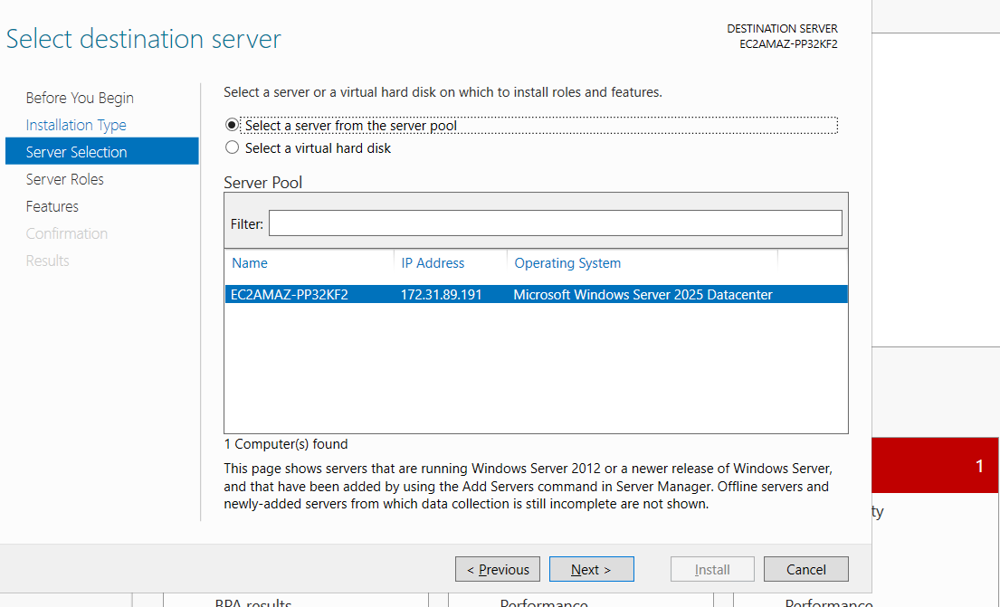 Select destination server
DESTINATION SERVER
EC2AMAZ-PP32KF2
Before You Begin
Installation Type
Server Selection
Server Roles
Features
Confirmation
Results
Select a server or a virtual hard disk on which to install roles and features.
Select a server from the server pool
Select a virtual hard disk
Server Pool
Filter:
Name IP Address Operating System
EC2AMAZ-PP32KF2 172.31.89.191 Microsoft Windows Server 2025 Datacenter
1 Computer(s) found
This page shows servers that are running Windows Server 2012 or a newer release of Windows Server,
and that have been added by using the Add Servers command in Server Manager. Offline servers and
newly-added servers from which data collection is still incomplete are not shown.
1
ty
< Previous Next > Install Cancel
BPA results Performance Performance